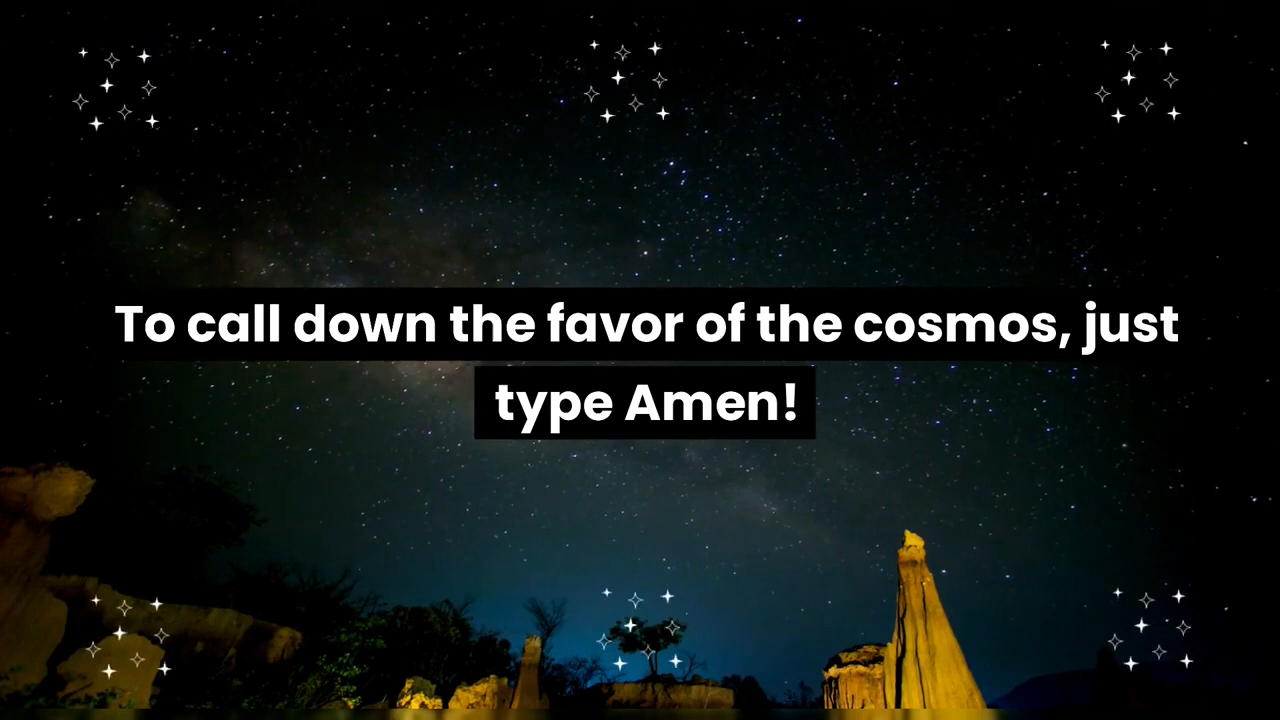 To call down the favor of the cosmos, just
type Amen!